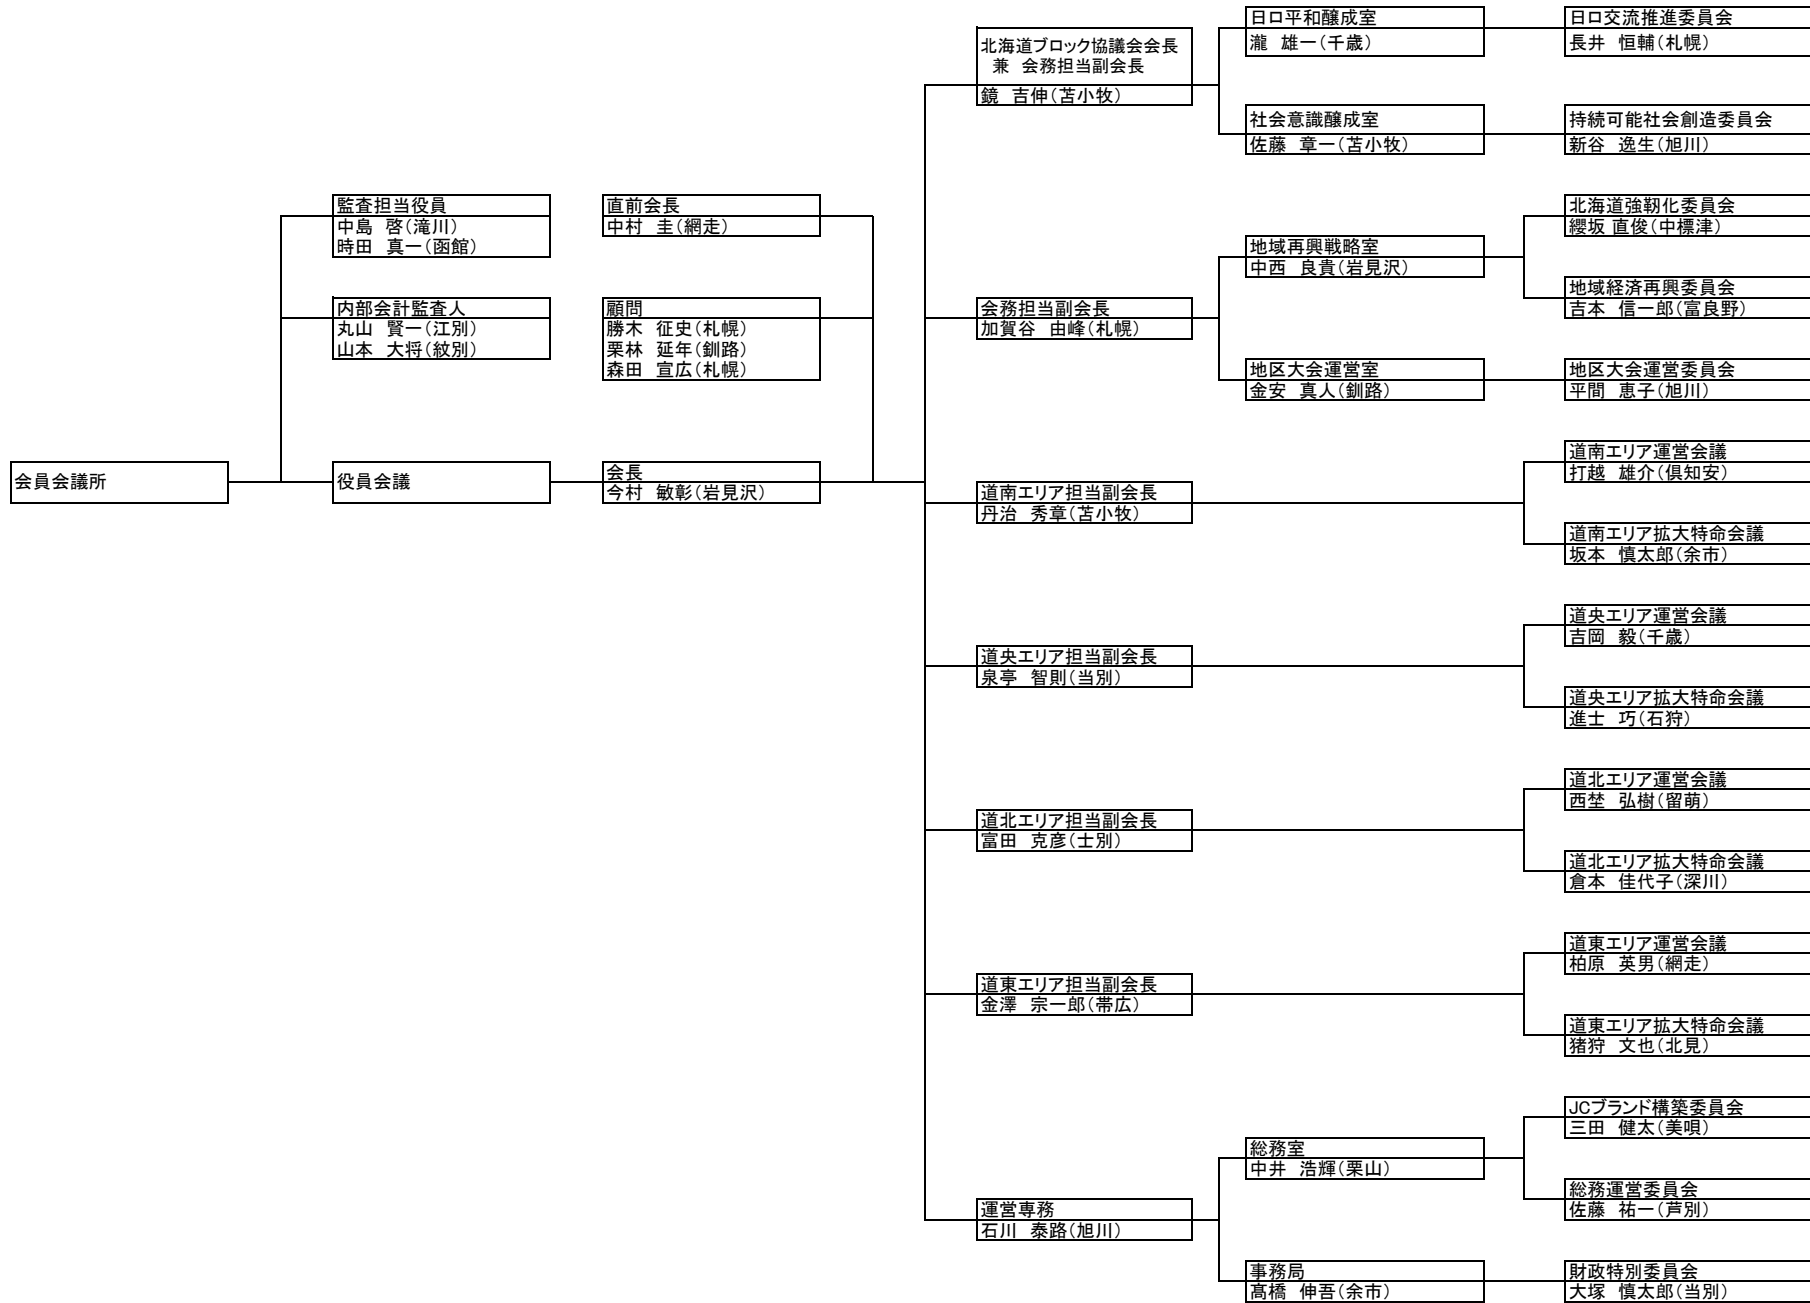 会員会議所
監査担当役員
中島　啓(滝川)
時田　真一(函館)
内部会計監査人
丸山　賢一(江別)
山本　大将(紋別)
役員会議
直前会長
中村　圭(網走)
顧問
勝木　征史(札幌)
栗林　延年(釧路)
森田　宣広(札幌)
会長
今村　敏彰(岩見沢)
北海道ブロック協議会会長
兼　会務担当副会長
鏡　吉伸(苫小牧)
日ロ平和醸成室
瀧　雄一(千歳)
日ロ交流推進委員会
長井　恒輔(札幌)
社会意識醸成室
佐藤　章一(苫小牧)
持続可能社会創造委員会
新谷　逸生(旭川)
会務担当副会長
加賀谷　由峰(札幌)
地域再興戦略室
中西　良貴(岩見沢)
北海道強靭化委員会
纓坂 直俊(中標津)
地域経済再興委員会
吉本　信一郎(富良野)
地区大会運営室
金安　真人(釧路)
地区大会運営委員会
平間　恵子(旭川)
道南エリア担当副会長
丹治　秀章(苫小牧)
道南エリア運営会議
打越　雄介(倶知安)
道南エリア拡大特命会議
坂本　慎太郎(余市)
道央エリア担当副会長
泉亭　智則(当別)
道央エリア運営会議
吉岡　毅(千歳)
道央エリア拡大特命会議
進士　巧(石狩)
道北エリア担当副会長
富田　克彦(士別)
道北エリア運営会議
西埜　弘樹(留萌)
道北エリア拡大特命会議
倉本　佳代子(深川)
道東エリア担当副会長
金澤　宗一郎(帯広)
道東エリア運営会議
柏原　英男(網走)
道東エリア拡大特命会議
猪狩　文也(北見)
運営専務
石川　泰路(旭川)
総務室
中井　浩輝(栗山)
JCブランド構築委員会
三田　健太(美唄)
総務運営委員会
佐藤　祐一(芦別)
事務局
髙橋　伸吾(余市)
財政特別委員会
大塚　慎太郎(当別)